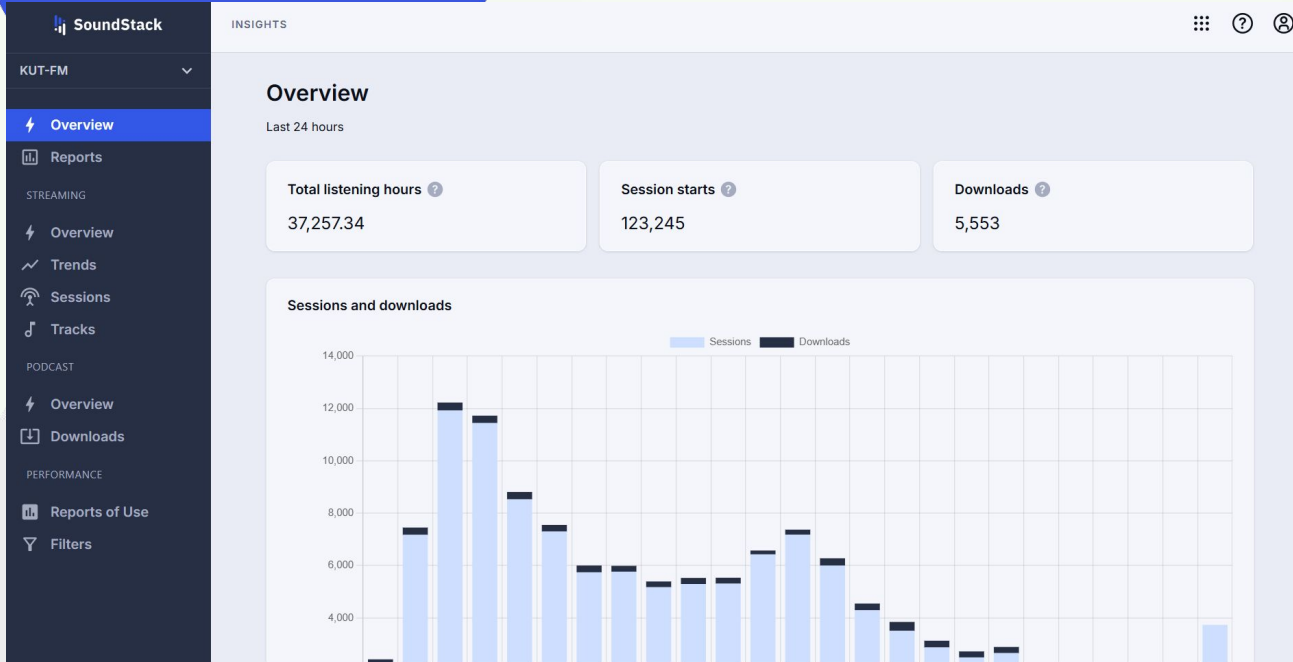 SoundStack
INSIGHTS
KUT-FM
Overview
Reports
STREAMING
Overview
Trends
Sessions
Tracks
PODCAST
Overview
Downloads
PERFORMANCE
Reports of Use
Filters
Overview
Last 24 hours
Total listening hours ?
37,257.34
Session starts ?
123,245
Downloads ?
5,553
Sessions and downloads
Sessions Downloads
14,000
12,000
10,000
8,000
6,000
4,000